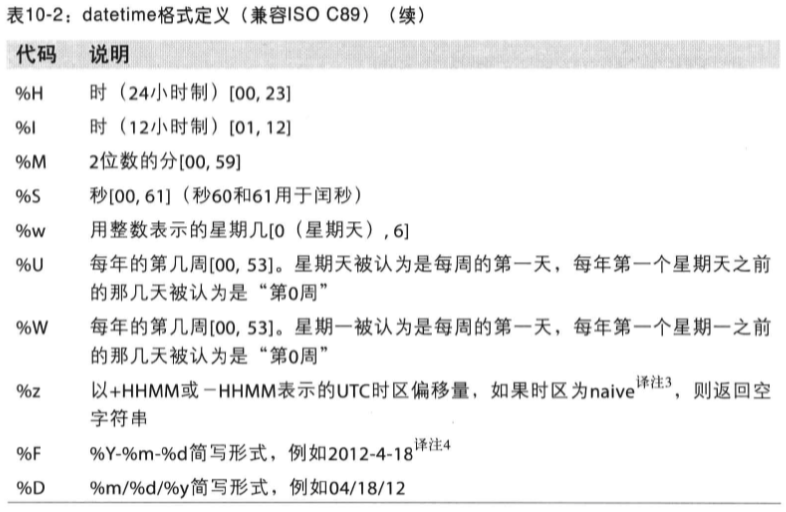 表10-2：datetime格式定义（兼容ISO C89）（续）
代码 说明
%H 时（24小时制）[00, 23]
%I 时（12小时制）[01, 12]
%M 2位数的分[00, 59]
%S 秒[00, 61]（秒60和61用于闰秒）
%w 用整数表示的星期几[0（星期天）, 6]
%U 每年的第几周[00, 53]。星期天被认为是每周的第一天，每年第一个星期天之前
的那几天被认为是“第0周”
%W 每年的第几周[00, 53]。星期一被认为是每周的第一天，每年第一个星期一之前
的那几天被认为是“第0周”
%z 以+HHMM或－HHMM表示的UTC时区偏移量，如果时区为naive译注3，则返回空
字符串
%F %Y-%m-%d简写形式，例如2012-4-18译注4
%D %m/%d/%y简写形式，例如04/18/12